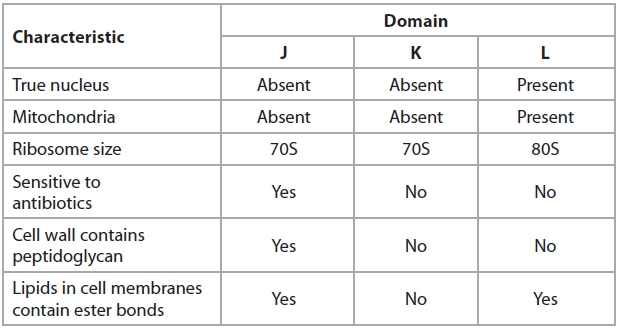 Characteristic
Domain
J K L
True nucleus Absent Absent Present
Mitochondria Absent Absent Present
Ribosome size 70S 70S 80S
Sensitive to
antibiotics Yes No No
Cell wall contains
peptidoglycan Yes No No
Lipids in cell membranes
contain ester bonds Yes No Yes